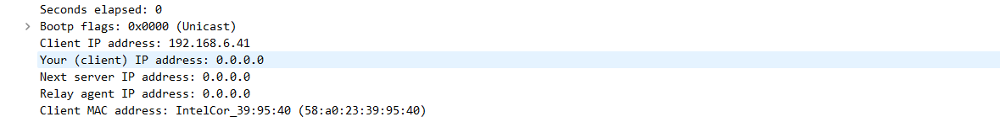 Seconds elapsed: 0
Bootp flags: 0x0000 (Unicast)
Client IP address: 192.168.6.41
Your (client) IP address: 0.0.0.0
Next server IP address: 0.0.0.0
Relay agent IP address: 0.0.0.0
Client MAC address: IntelCor_39:95:40 (58:a0:23:39:95:40)